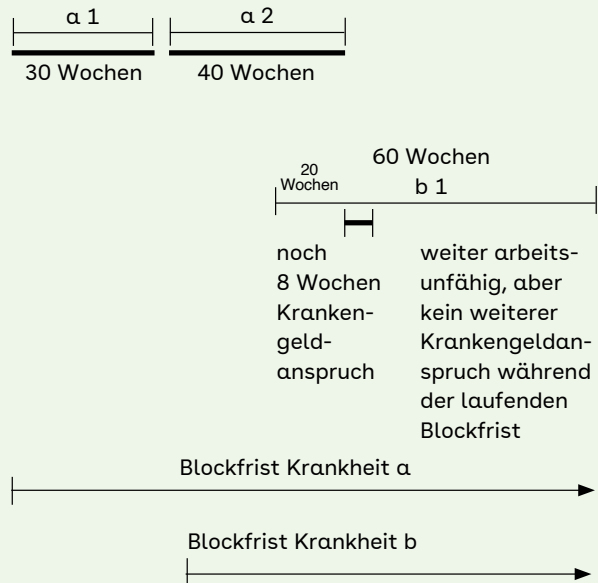 a 1
a 2
30 Wochen
40 Wochen
60 Wochen
20
Wochen
b 1
noch
8 Wochen
Kranken-
geld-
anspruch
weiter arbeits-
unfähig, aber
kein weiterer
Krankengeldan-
spruch während
der laufenden
Blockfrist
Blockfrist Krankheit a
Blockfrist Krankheit b